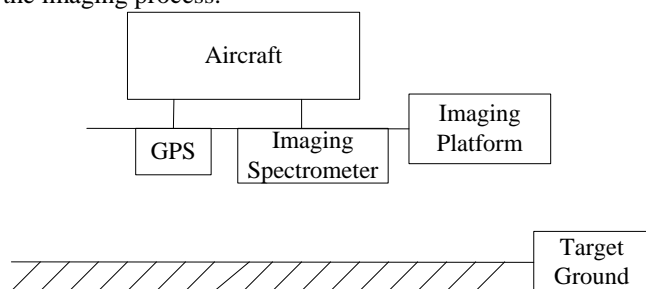 the imaging process.
Aircraft
Imaging
Platform
GPS
Imaging
Spectrometer
Target
Ground